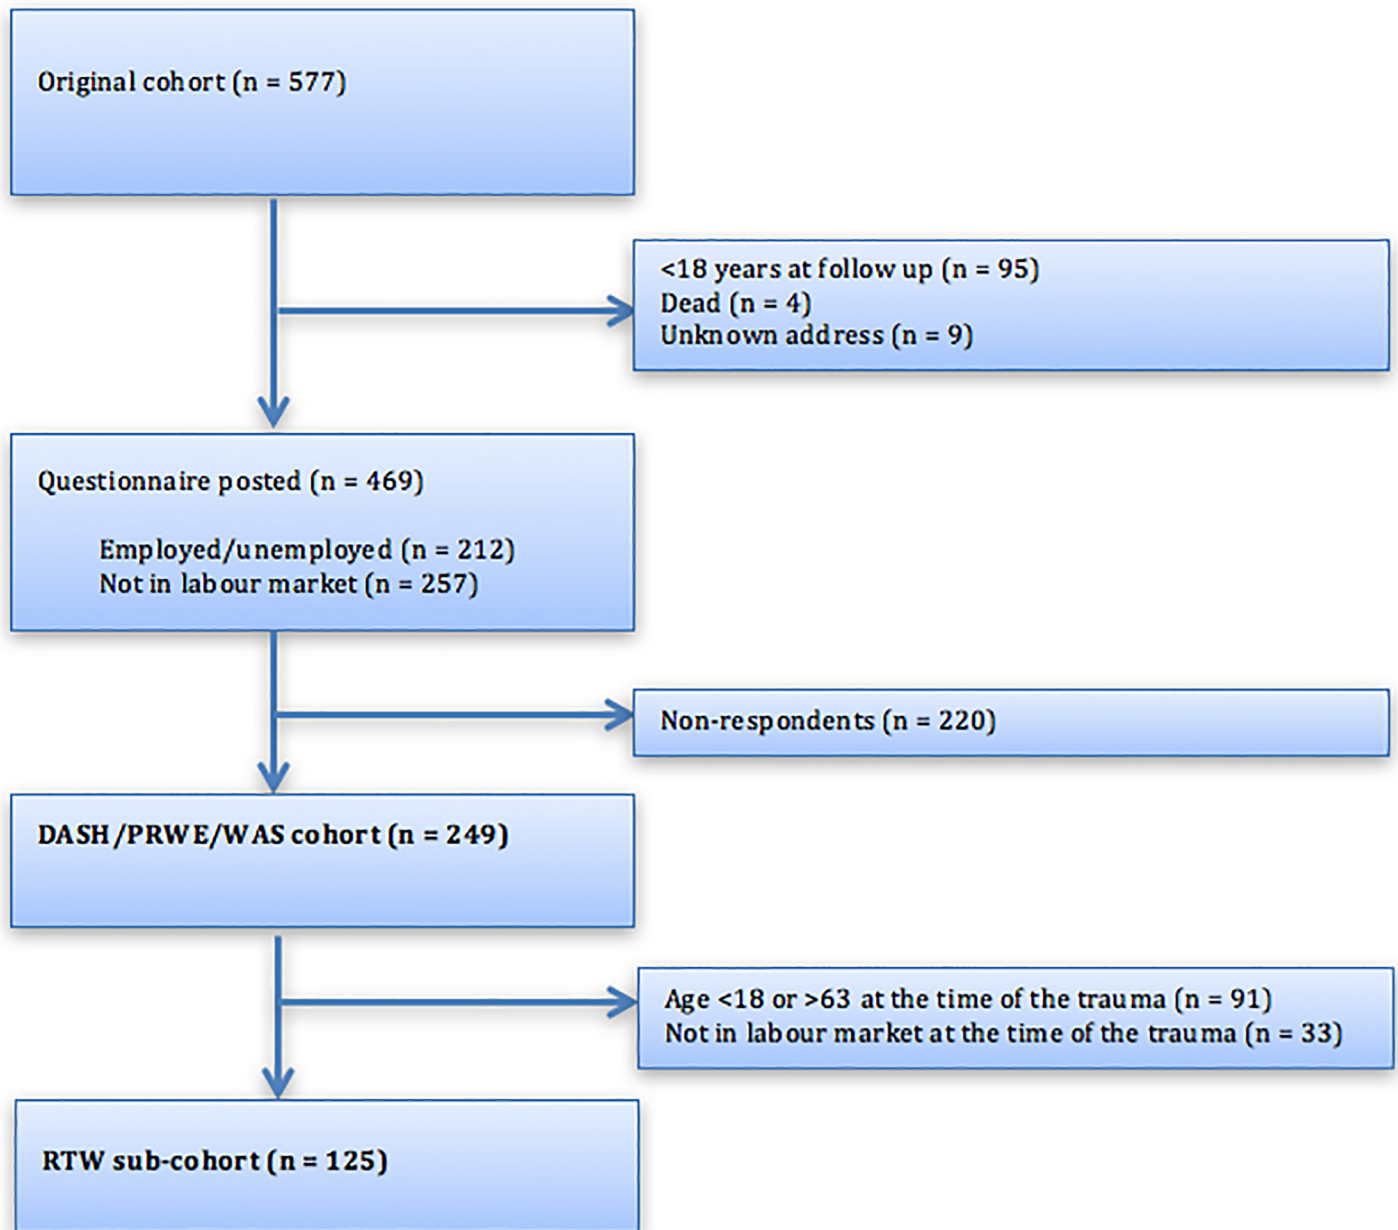 Original cohort (n = 577)
<18 years at follow up (n = 95)
Dead (n = 4)
Unknown address (n = 9)
Questionnaire posted (n = 469)
Employed/unemployed (n = 212)
Not in labour market (n = 257)
Non-respondents (n = 220)
DASH/PRWE/WAS cohort (n = 249)
Age <18 or >63 at the time of the trauma (n = 91)
Not in labour market at the time of the trauma (n = 33)
RTW sub-cohort (n = 125)